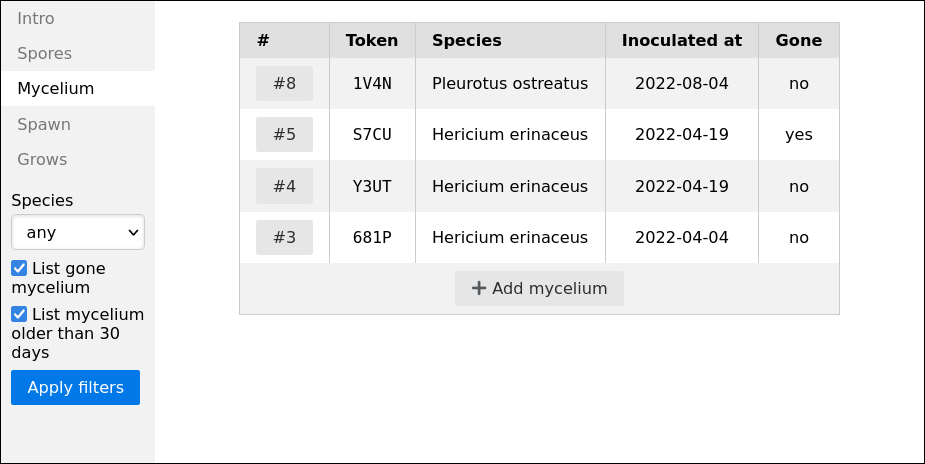 Intro
Spores
Mycelium
Spawn
Grows
Species
any
List gone
mycelium
List mycelium
older than 30
days
Apply filters
# Token Species Inoculated at Gone
#8 1V4N Pleurotus ostreatus 2022-08-04 no
#5 S7CU Hericium erinaceus 2022-04-19 yes
#4 Y3UT Hericium erinaceus 2022-04-19 no
#3 681P Hericium erinaceus 2022-04-04 no
+ Add mycelium